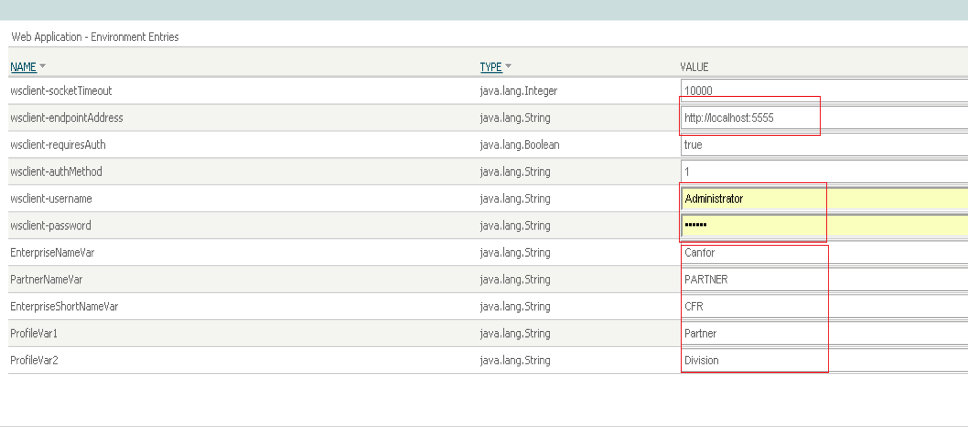 Web Application - Environment Entries
NAME TYPE VALUE
wsclient-socketTimeout java.lang.Integer 10000
wsclient-endpointAddress java.lang.String http://localhost:5555
wsclient-requiresAuth java.lang.Boolean true
wsclient-authMethod java.lang.String 1
wsclient-username java.lang.String Administrator
wsclient-password java.lang.String ••••••
EnterpriseNameVar java.lang.String Canfor
PartnerNameVar java.lang.String PARTNER
EnterpriseShortNameVar java.lang.String CFR
ProfileVar1 java.lang.String Partner
ProfileVar2 java.lang.String Division